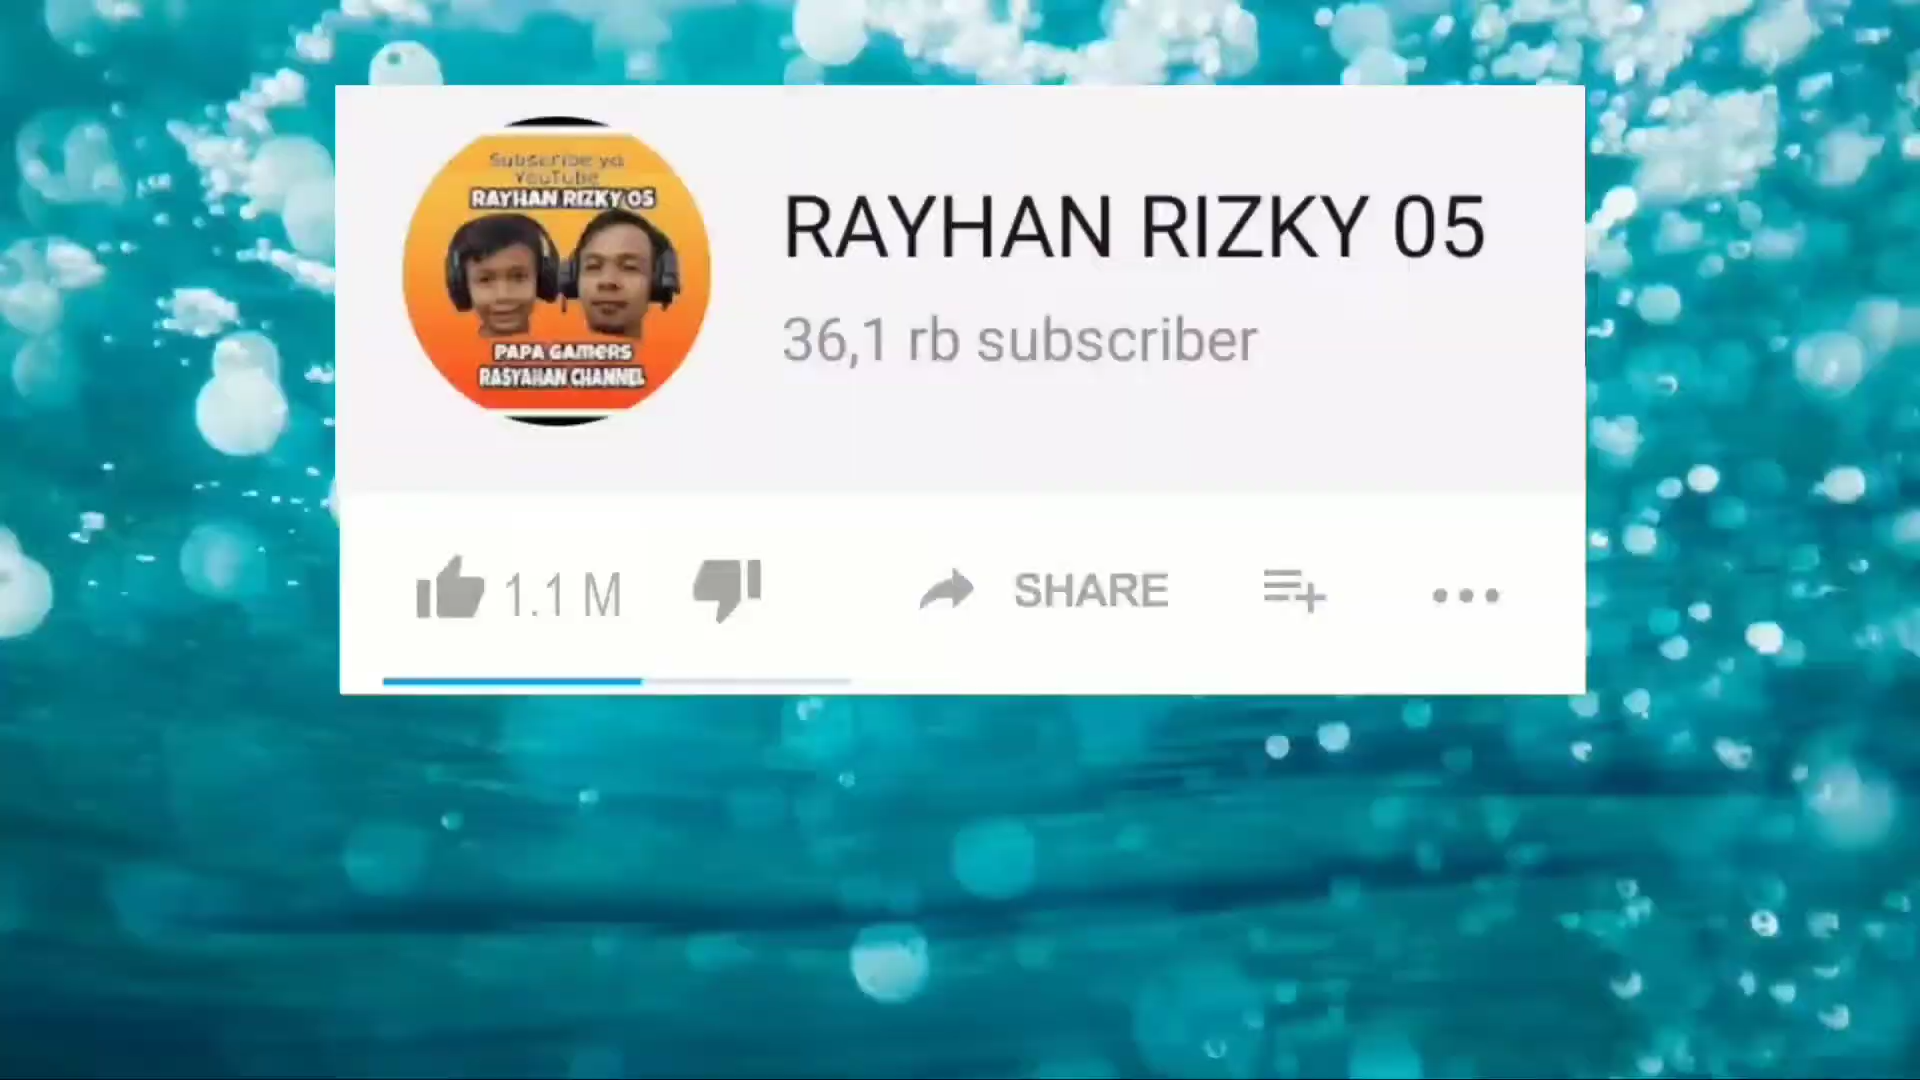 Subscribe ya
YouTube
RAYHAN RIZKY 05
PAPA GAMERS
RASYAHAN CHANNEL
RAYHAN RIZKY 05
36,1 rb subscriber
1.1 M
SHARE